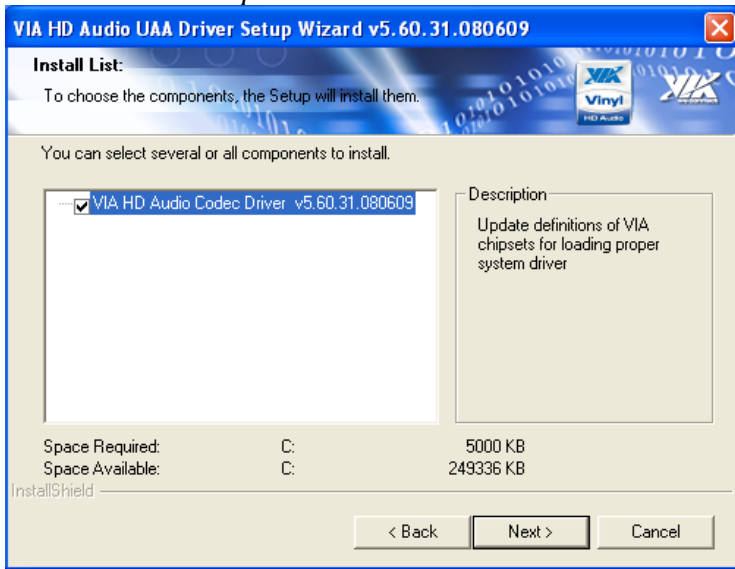 VIA HD Audio UAA Driver Setup Wizard v5.60.31.080609
Install List:
To choose the components, the Setup will install them.
VIA
Vinyl
HD Audio
VIA
we connect
You can select several or all components to install.
VIA HD Audio Codec Driver v5.60.31.080609
Description
Update definitions of VIA
chipsets for loading proper
system driver
Space Required: C: 5000 KB
Space Available: C: 249336 KB
InstallShield
< Back
Next >
Cancel